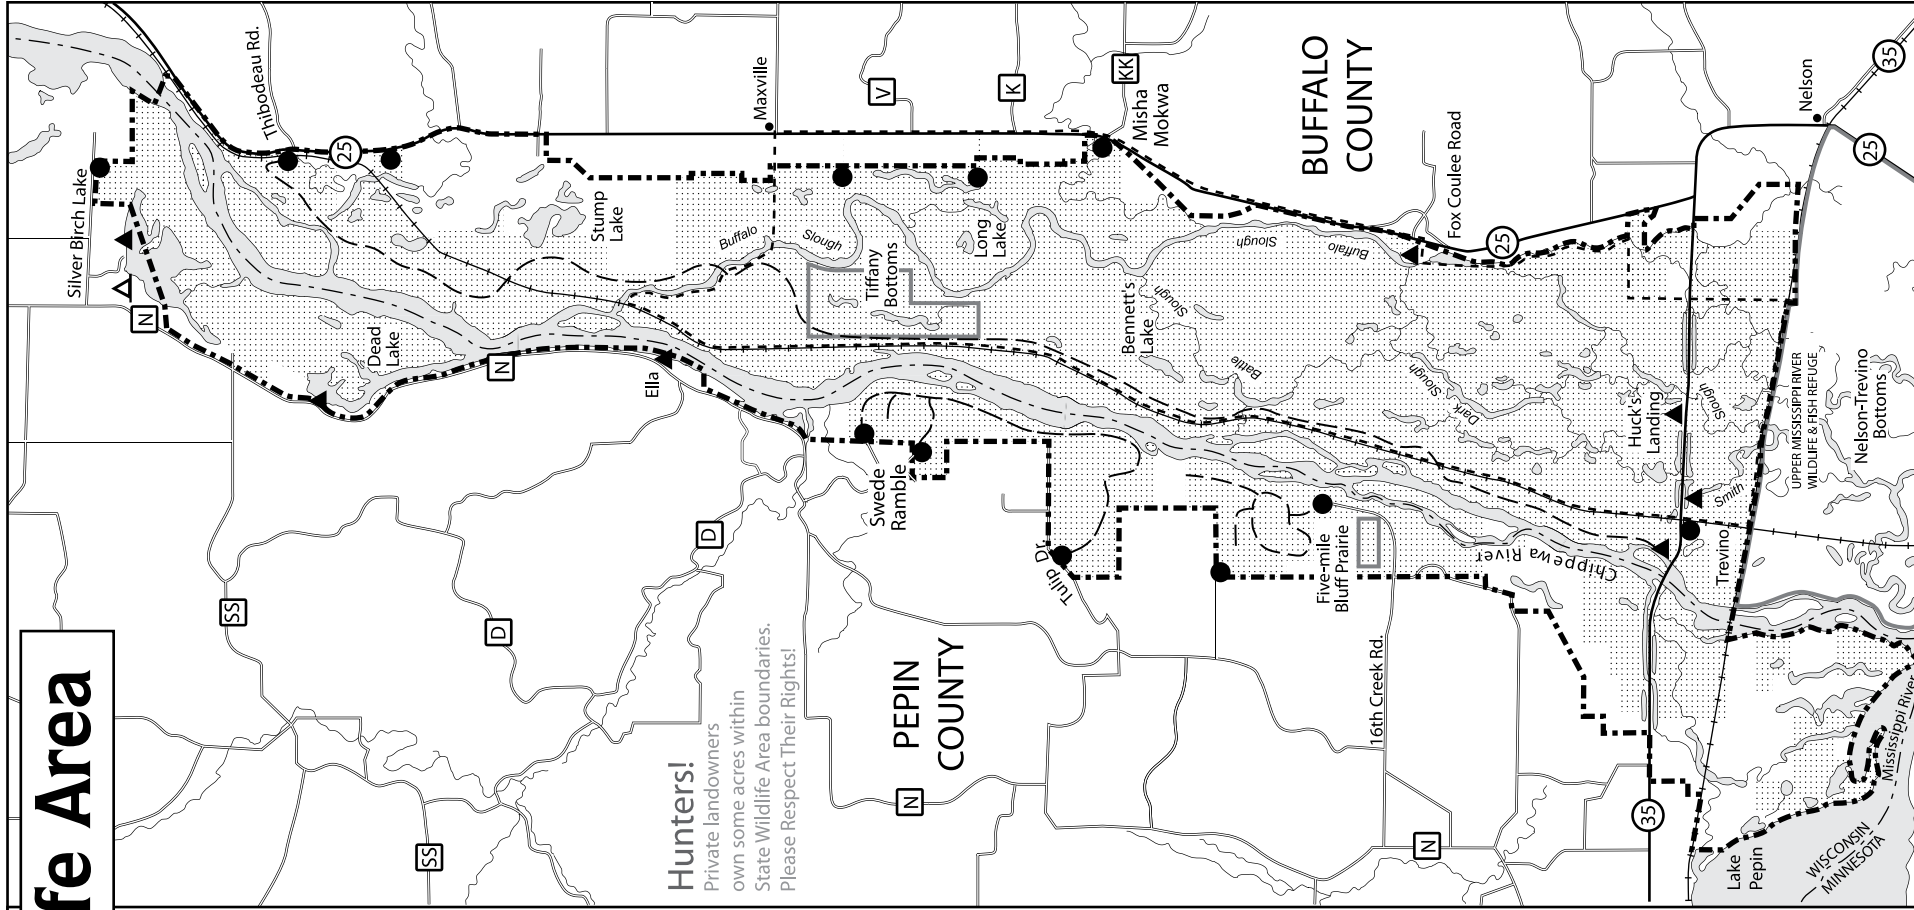 fe Area
Hunters!
Private landowners
own some acres within
State Wildlife Area boundaries.
Please Respect Their Rights!
PEPIN
COUNTY
BUFFALO
COUNTY
Silver Birch Lake
Thibodeau Rd.
Maxville
Misha
Mokwa
Fox Coulee Road
Nelson
Stump
Lake
Dead
Lake
Ella
Buffalo
Slough
Tiffany
Bottoms
Long
Lake
Bennett's
Lake
Battle
Slough
Buffalo
Slough
Dark
Slough
Huck's
Landing
Smith
Slough
Trevino
UPPER MISSISSIPPI RIVER
WILDLIFE & FISH REFUGE
Nelson-Trevino
Bottoms
Swede
Ramble
Tulip Dr.
Five-mile
Bluff Prairie
Chippewa River
16th Creek Rd.
Lake
Pepin
WISCONSIN
MINNESOTA
Mississippi River
N
N
N
N
D
D
SS
SS
V
K
KK
25
25
25
35
35